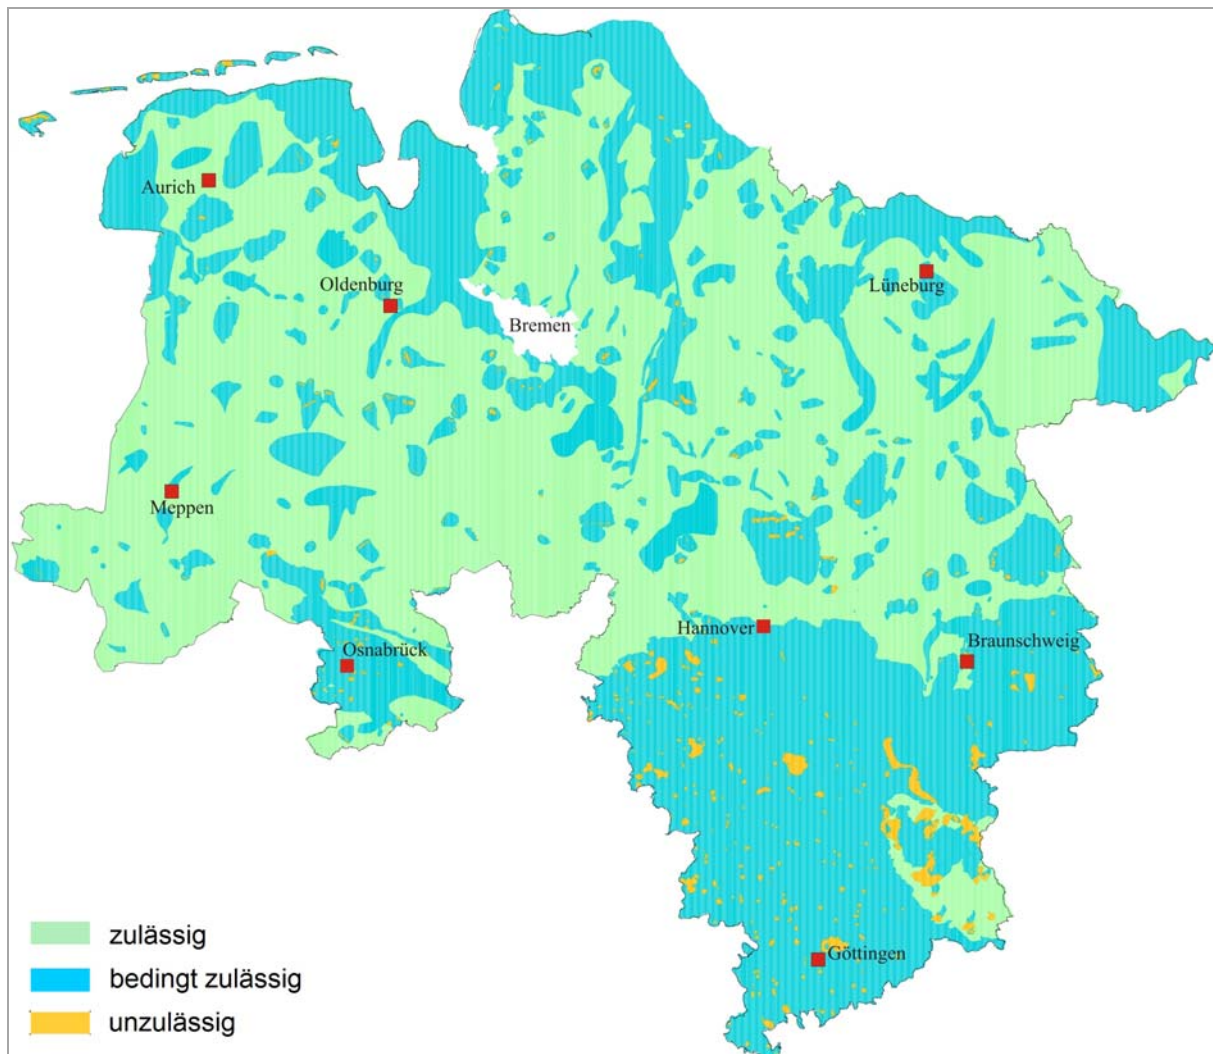 Aurich
Oldenburg
Bremen
Lüneburg
Meppen
Hannover
Osnabrück
Braunschweig
Göttingen
zulässig
bedingt zulässig
unzulässig